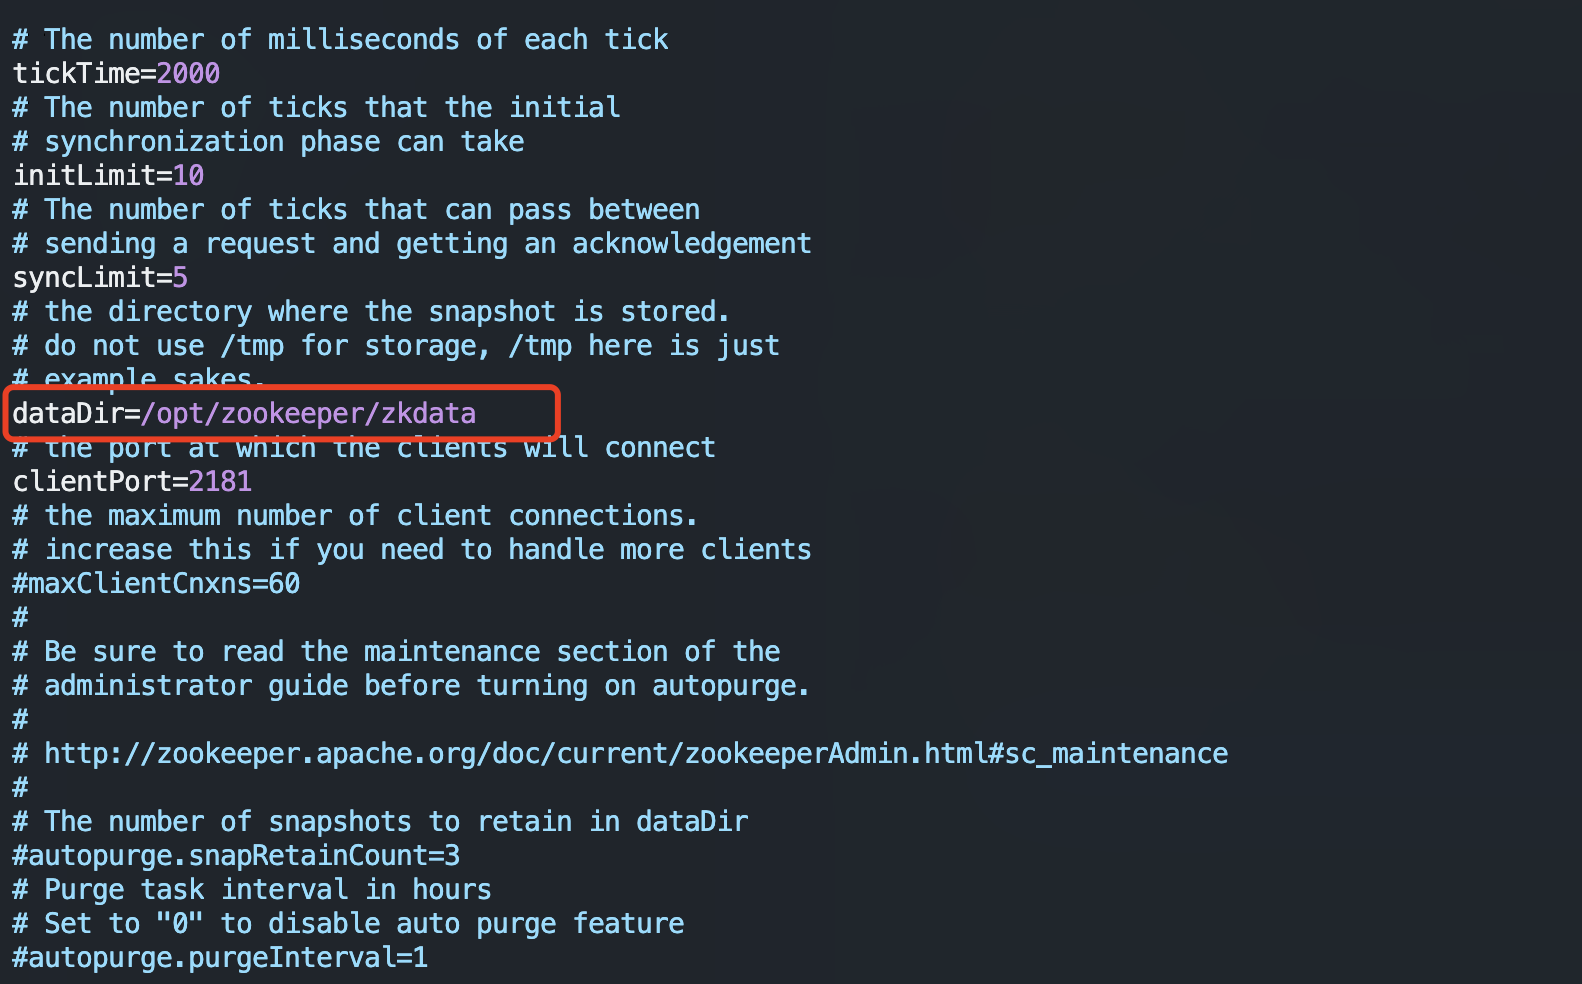 # The number of milliseconds of each tick
tickTime=2000
# The number of ticks that the initial
# synchronization phase can take
initLimit=10
# The number of ticks that can pass between
# sending a request and getting an acknowledgement
syncLimit=5
# the directory where the snapshot is stored.
# do not use /tmp for storage, /tmp here is just
# example sakes.
dataDir=/opt/zookeeper/zkdata
# the port at which the clients will connect
clientPort=2181
# the maximum number of client connections.
# increase this if you need to handle more clients
#maxClientCnxns=60
#
# Be sure to read the maintenance section of the
# administrator guide before turning on autopurge.
#
# http://zookeeper.apache.org/doc/current/zookeeperAdmin.html#sc_maintenance
#
# The number of snapshots to retain in dataDir
#autopurge.snapRetainCount=3
# Purge task interval in hours
# Set to "0" to disable auto purge feature
#autopurge.purgeInterval=1